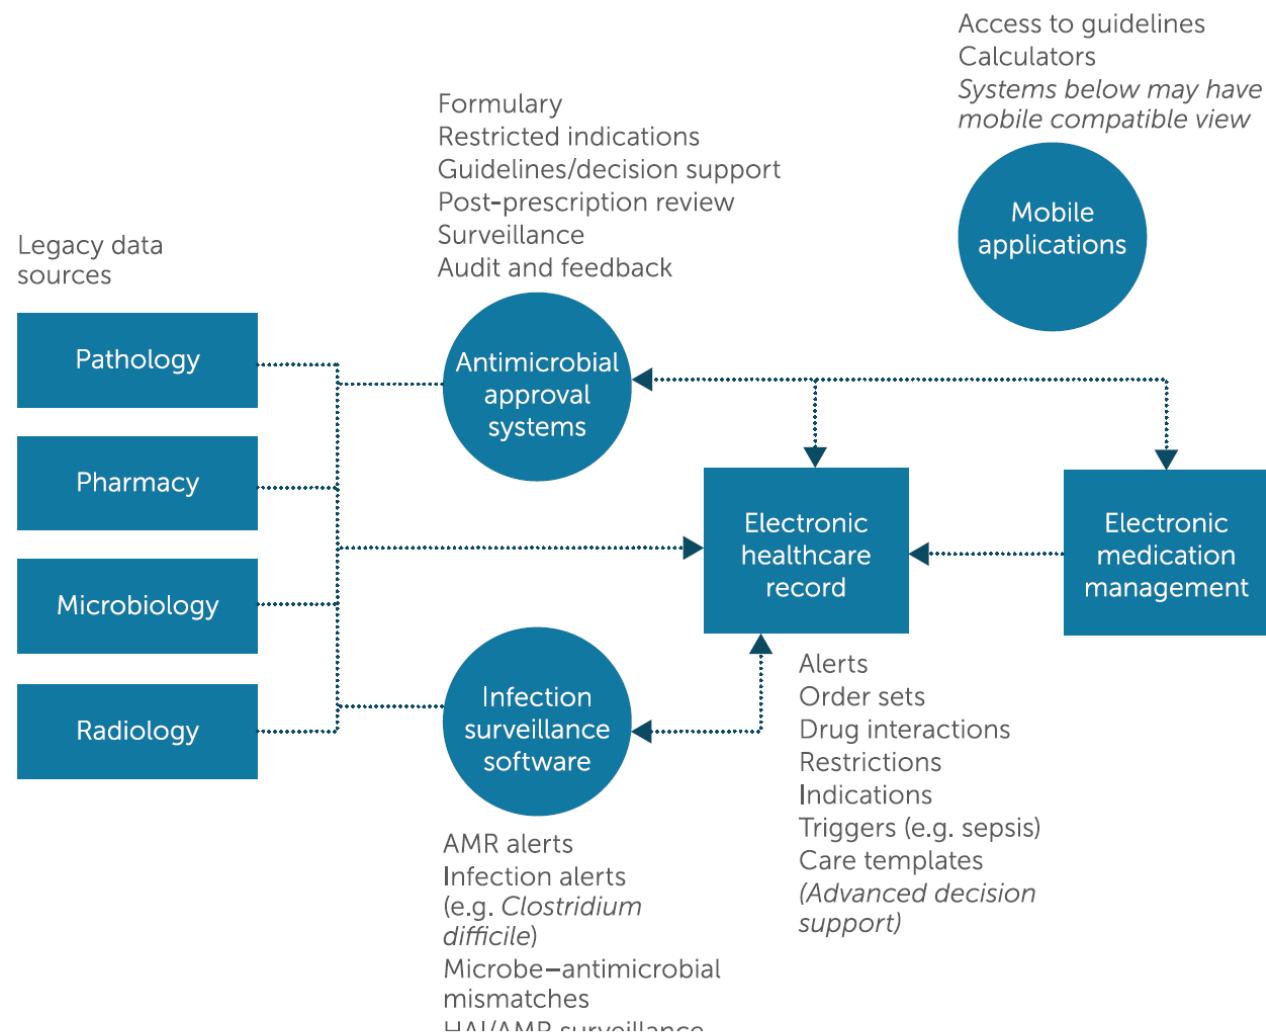 Access to guidelines
Calculators
Systems below may have
mobile compatible view
Mobile
applications
Formulary
Restricted indications
Guidelines/decision support
Post-prescription review
Surveillance
Audit and feedback
Antimicrobial
approval
systems
Legacy data
sources
Pathology
Pharmacy
Microbiology
Radiology
Electronic
healthcare
record
Electronic
medication
management
Alerts
Order sets
Drug interactions
Restrictions
Indications
Triggers (e.g. sepsis)
Care templates
(Advanced decision
support)
Infection
surveillance
software
AMR alerts
Infection alerts
(e.g. Clostridium
difficile)
Microbe–antimicrobial
mismatches
HAI/AMR surveillance